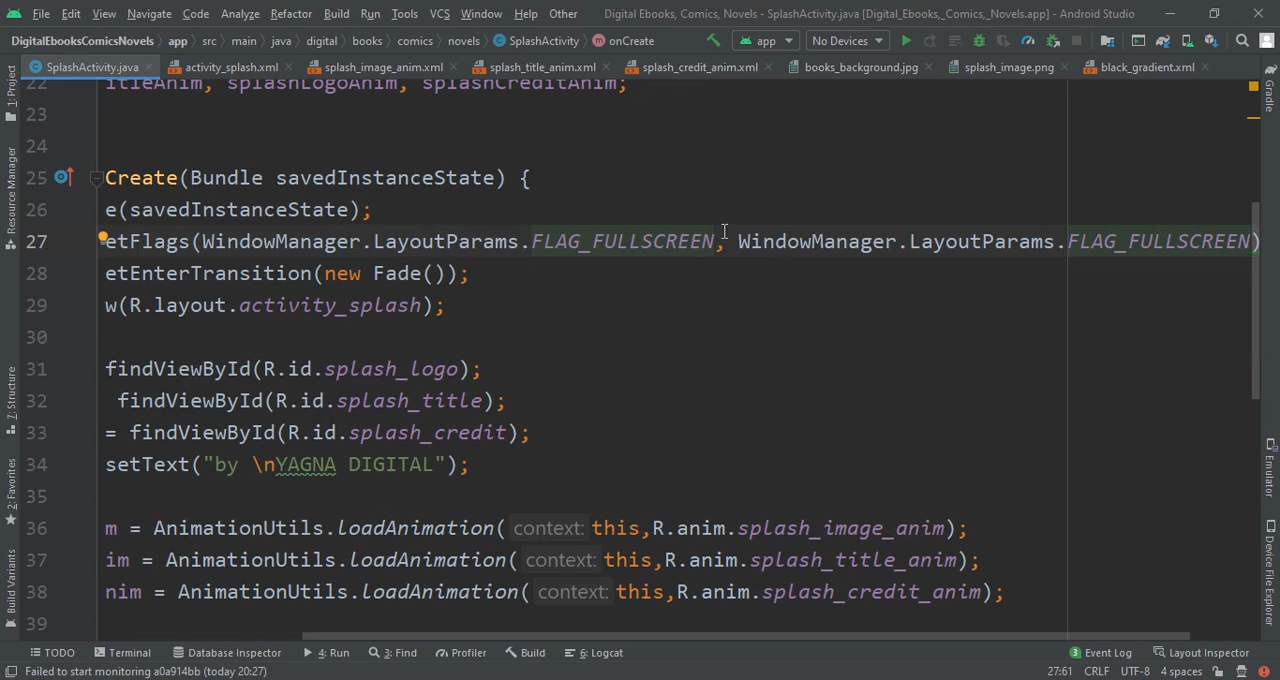 File Edit View Navigate Code Analyze Refactor Build Run Tools VCS Window Help Other Digital Ebooks, Comics, Novels - SplashActivity.java [Digital_Ebooks,_Comics,_Novels.app] - Android Studio
DigitalEbooksComicsNovels app src main java digital books comics novels SplashActivity onCreate app No Devices
SplashActivity.java activity_splash.xml splash_image_anim.xml splash_title_anim.xml splash_credit_anim.xml books_background.jpg splash_image.png black_gradient.xml
22 itleAnim, splashLogoAnim, splashCreditAnim;
23
24
25 Create(Bundle savedInstanceState) {
26 e(savedInstanceState);
27 etFlags(WindowManager.LayoutParams.FLAG_FULLSCREEN, WindowManager.LayoutParams.FLAG_FULLSCREEN)
28 etEnterTransition(new Fade());
29 w(R.layout.activity_splash);
30
31 findViewById(R.id.splash_logo);
32 findViewById(R.id.splash_title);
33 = findViewById(R.id.splash_credit);
34 setText("by \nYAGNA DIGITAL");
35
36 m = AnimationUtils.loadAnimation( context: this,R.anim.splash_image_anim);
37 im = AnimationUtils.loadAnimation( context: this,R.anim.splash_title_anim);
38 nim = AnimationUtils.loadAnimation( context: this,R.anim.splash_credit_anim);
39
1: Project
Resource Manager
7: Structure
2: Favorites
Build Variants
Gradle
Emulator
Device File Explorer
TODO Terminal Database Inspector 4: Run 3: Find Profiler Build 6: Logcat 3 Event Log Layout Inspector
Failed to start monitoring a0a914bb (today 20:27) 27:61 CRLF UTF-8 4 spaces